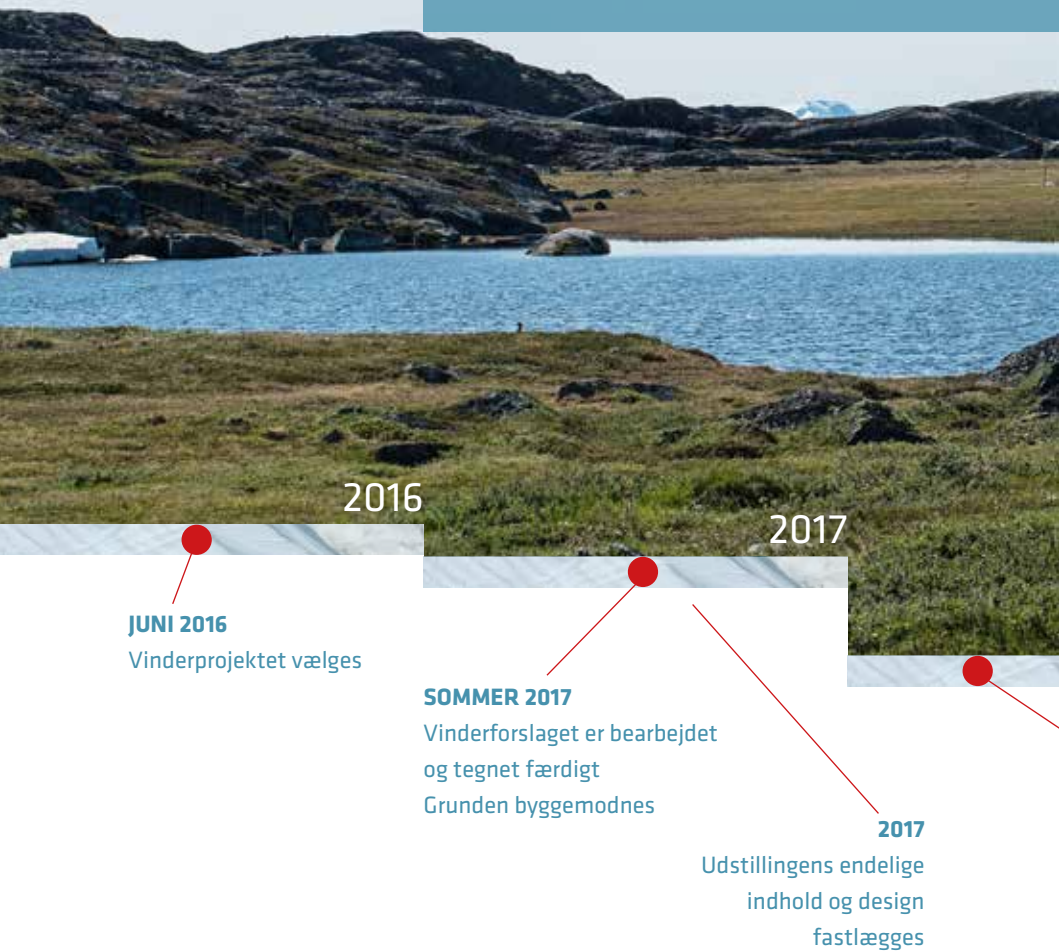 2016
2017
JUNI 2016
Vinderprojektet vælges
SOMMER 2017
Vinderforslaget er bearbejdet
og tegnet færdigt
Grunden byggemodnes
2017
Udstillingens endelige
indhold og design
fastlægges